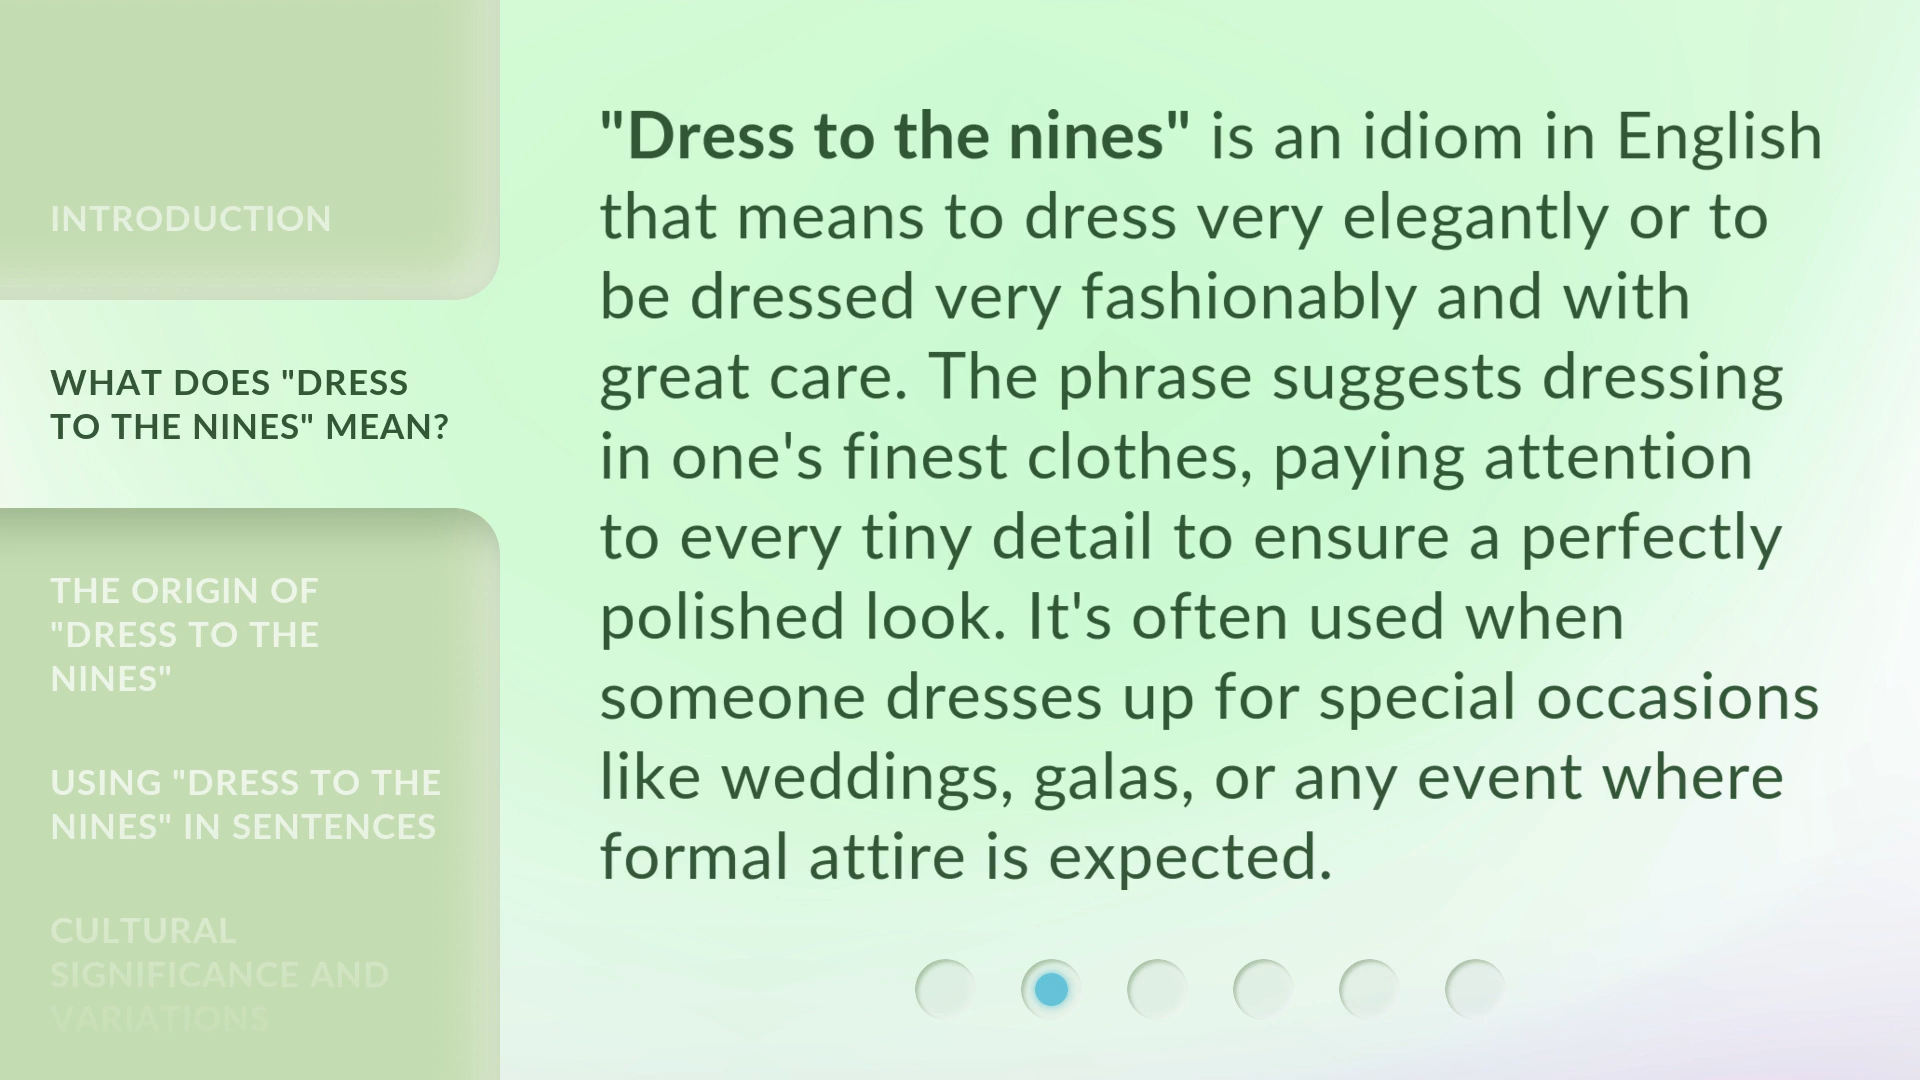 INTRODUCTION
WHAT DOES "DRESS
TO THE NINES" MEAN?
THE ORIGIN OF
"DRESS TO THE
NINES"
USING "DRESS TO THE
NINES" IN SENTENCES
CULTURAL
SIGNIFICANCE AND
VARIATIONS
"Dress to the nines" is an idiom in English
that means to dress very elegantly or to
be dressed very fashionably and with
great care. The phrase suggests dressing
in one's finest clothes, paying attention
to every tiny detail to ensure a perfectly
polished look. It's often used when
someone dresses up for special occasions
like weddings, galas, or any event where
formal attire is expected.